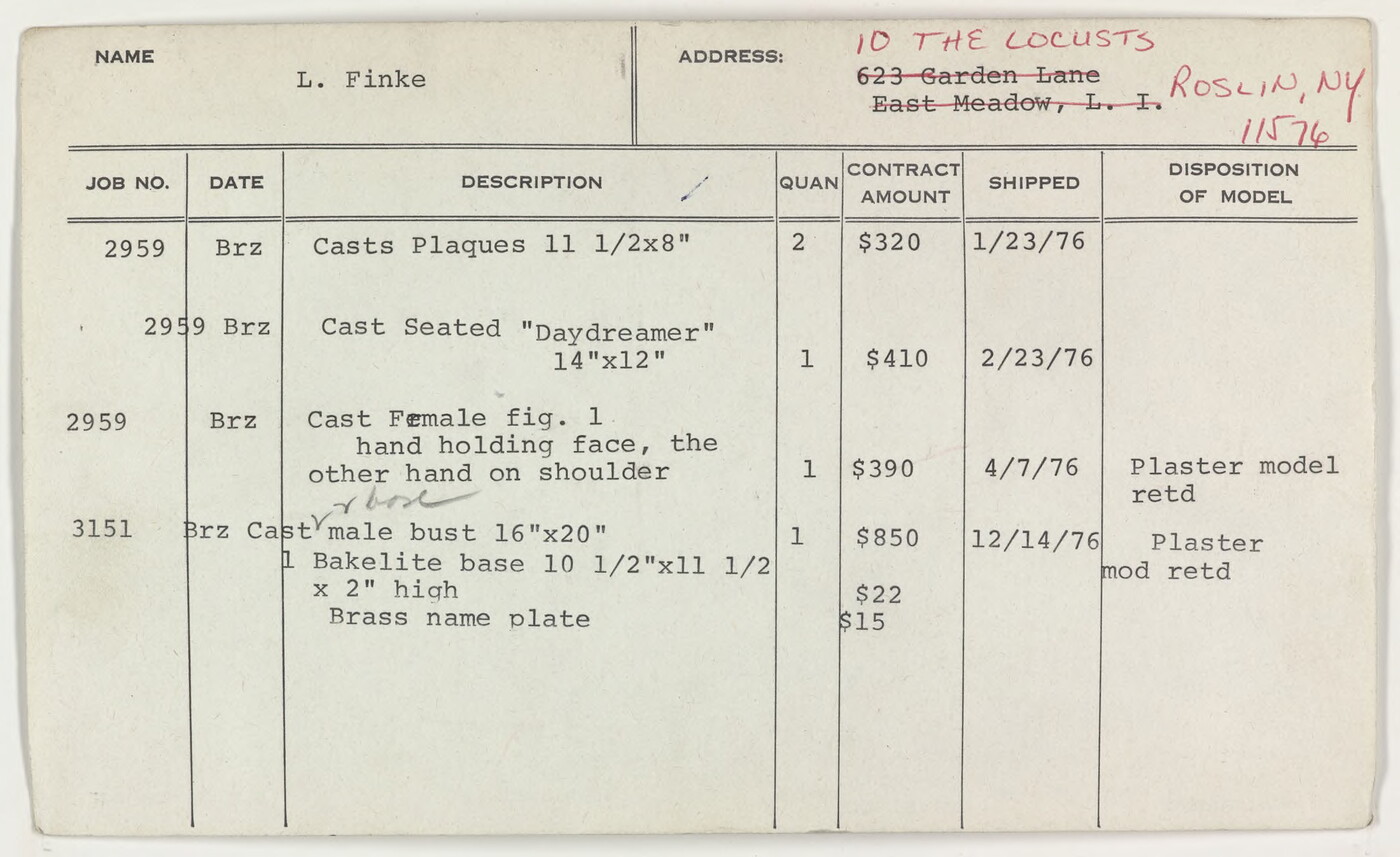 NAME
L. Finke
ADDRESS:
10 THE LOCUSTS
623 Garden Lane
East Meadow, L. I.
ROSLIN, NY
11576
JOB NO. DATE DESCRIPTION QUAN CONTRACT AMOUNT SHIPPED DISPOSITION OF MODEL
2959 Brz Casts Plaques 11 1/2x8" 2 $320 1/23/76
2959 Brz Cast Seated "Daydreamer"
14"x12" 1 $410 2/23/76
2959 Brz Cast Female fig. 1
hand holding face, the
other hand on shoulder 1 $390 4/7/76 Plaster model
retd
base
3151 Brz Cast male bust 16"x20" 1 $850 12/14/76 Plaster
mod retd
1 Bakelite base 10 1/2"x11 1/2
x 2" high $22
Brass name plate $15